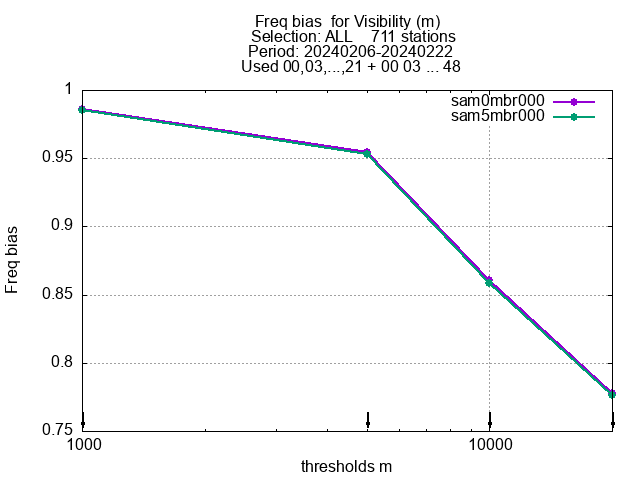 Freq bias  for Visibility (m)
Selection: ALL    711 stations
Period: 20240206-20240222
Used 00,03,...,21 + 00 03 ... 48
sam0mbr000
sam5mbr000
1
0.95
0.9
0.85
0.8
0.75
Freq bias
1000
10000
thresholds m